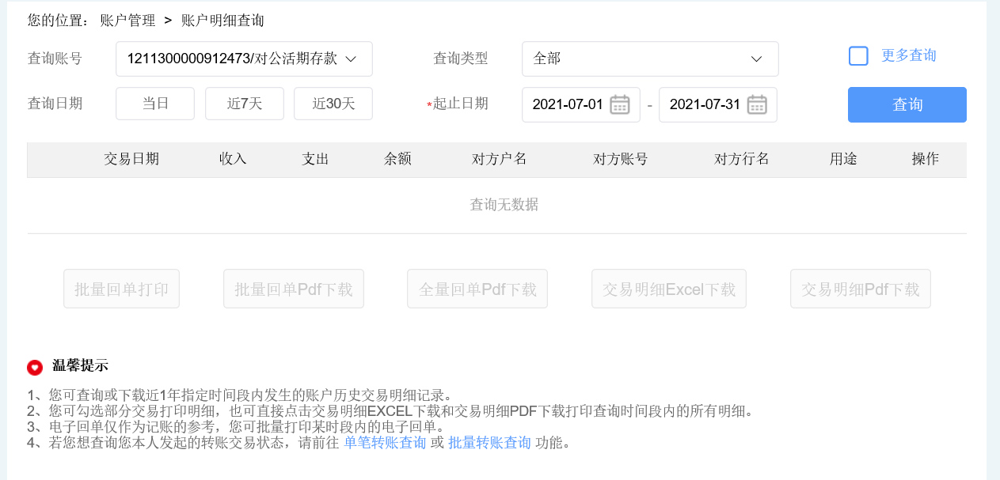 您的位置： 账户管理 > 账户明细查询
查询账号 1211300000912473/对公活期存款 查询类型 全部 更多查询
查询日期 当日 近7天 近30天 *起止日期 2021-07-01 - 2021-07-31 查询
交易日期 收入 支出 余额 对方户名 对方账号 对方行名 用途 操作
查询无数据
批量回单打印 批量回单Pdf下载 全量回单Pdf下载 交易明细Excel下载 交易明细Pdf下载
温馨提示
1、您可查询或下载近1年指定时间段内发生的账户历史交易明细记录。
2、您可勾选部分交易打印明细，也可直接点击交易明细EXCEL下载和交易明细PDF下载打印查询时间段内的所有明细。
3、电子回单仅作为记账的参考，您可批量打印某时段内的电子回单。
4、若您想查询您本人发起的转账交易状态，请前往 单笔转账查询 或 批量转账查询 功能。